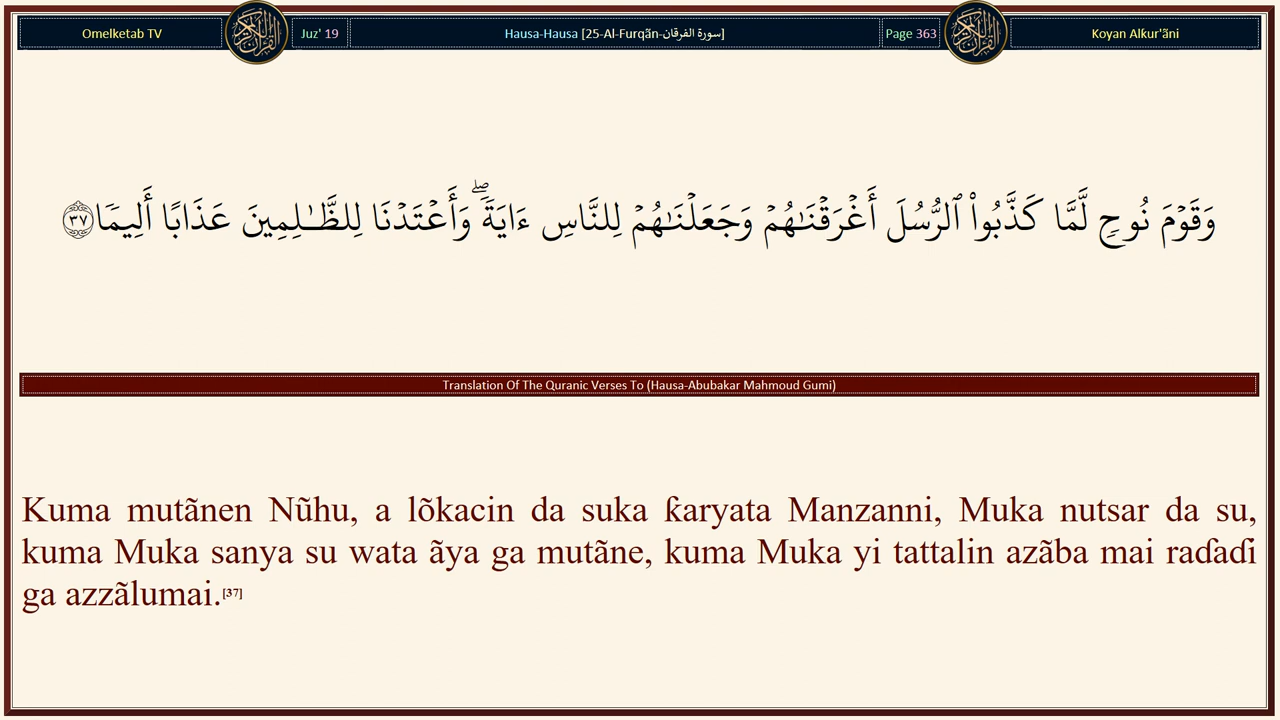 Omelketab TV
Juz' 19
Hausa-Hausa [25-Al-Furqãn-سورة الفرقان]
Page 363
Koyan Alƙur'ãni
وَقَوْمَ نُوحٍ لَّمَّا كَذَّبُوا۟ ٱلرُّسُلَ أَغْرَقْنَـٰهُمْ وَجَعَلْنَـٰهُمْ لِلنَّاسِ ءَايَةً ۖ وَأَعْتَدْنَا لِلظَّـٰلِمِينَ عَذَابًا أَلِيمًا ٣٧
Translation Of The Quranic Verses To (Hausa-Abubakar Mahmoud Gumi)
Kuma mutãnen Nũhu, a lõkacin da suka ƙaryata Manzanni, Muka nutsar da su,
kuma Muka sanya su wata ãya ga mutãne, kuma Muka yi tattalin azãba mai raɗaɗi
ga azzãlumai.[37]